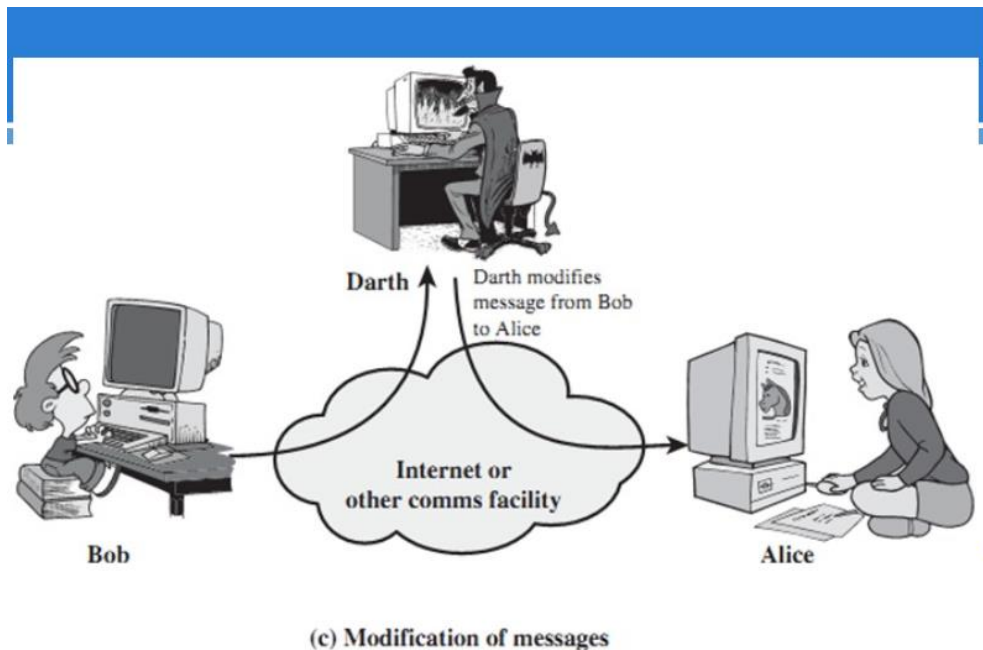 Darth
Darth modifies
message from Bob
to Alice
Internet or
other comms facility
Bob
Alice
(c) Modification of messages